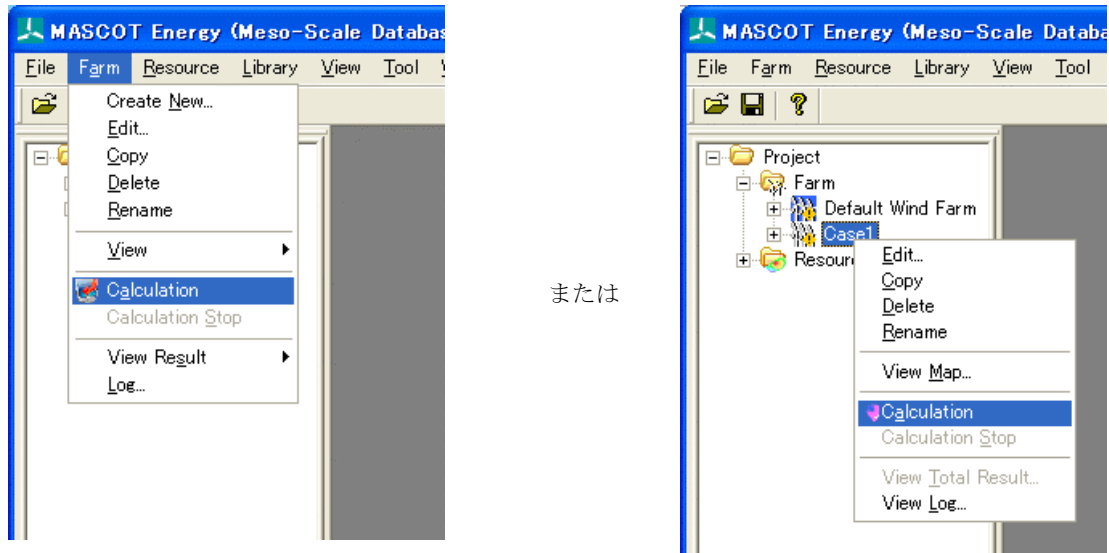 MASCOT Energy (Meso-Scale Databas
File Farm Resource Library View Tool
Create New...
Edit...
Copy
Delete
Rename
View
Calculation
Calculation Stop
View Result
Log...
または
MASCOT Energy (Meso-Scale Databa
File Farm Resource Library View Tool
Project
Farm
Default Wind Farm
Case1
Resour
Edit...
Copy
Delete
Rename
View Map...
Calculation
Calculation Stop
View Total Result...
View Log...